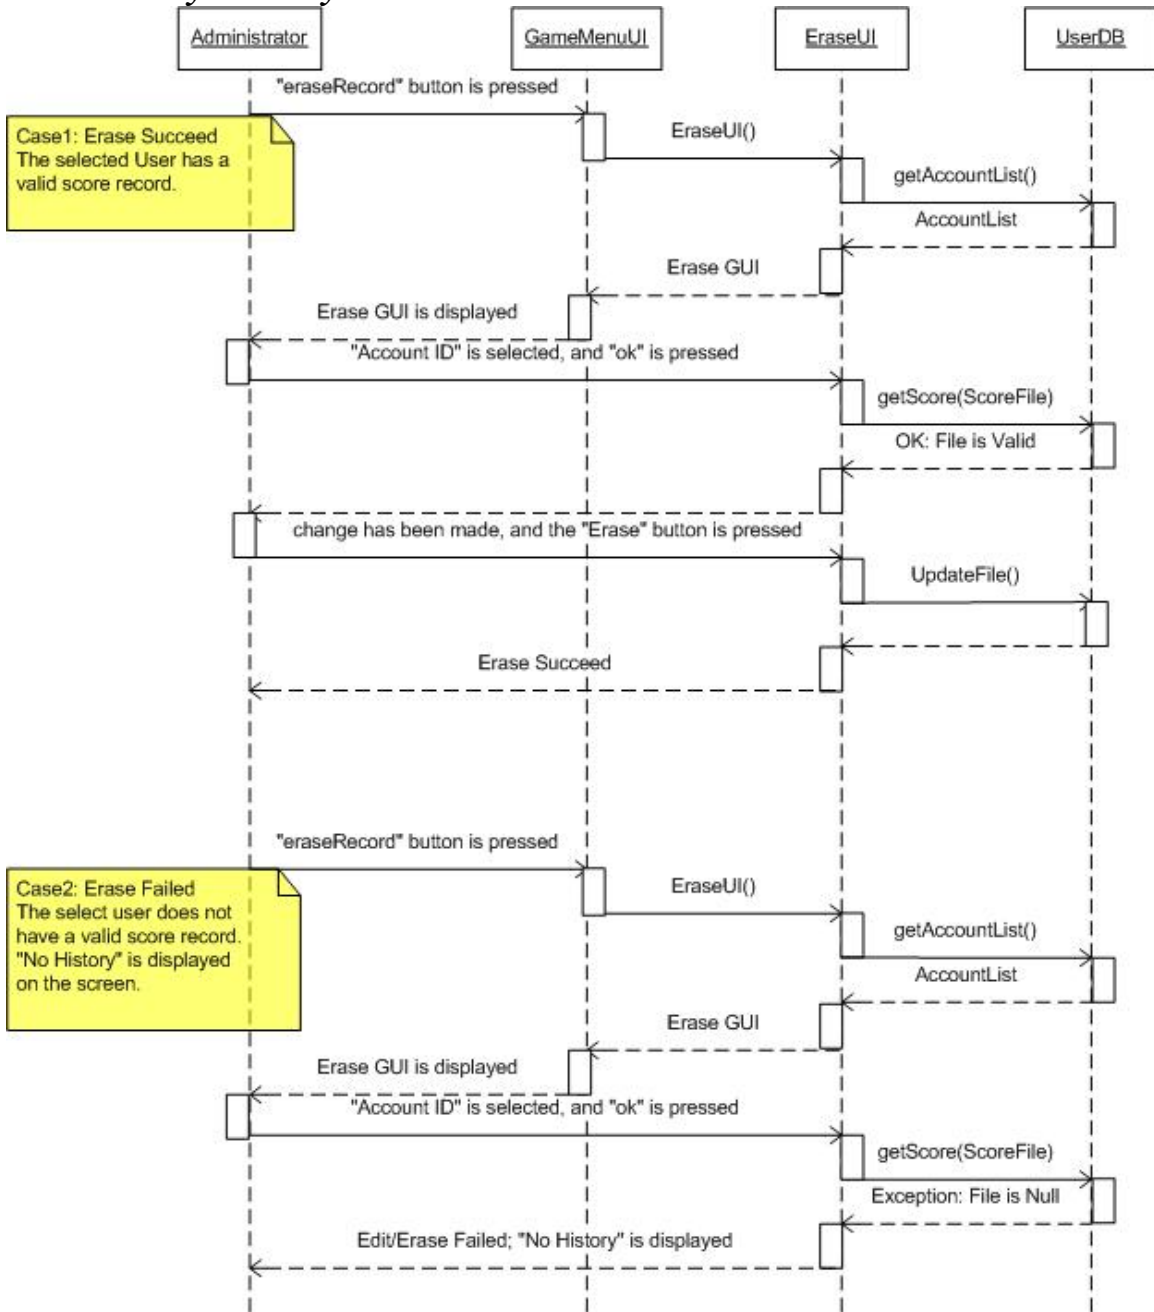 Administrator
GameMenuUI
EraseUI
UserDB
"eraseRecord" button is pressed
Case1: Erase Succeed
The selected User has a
valid score record.
EraseUI()
getAccountList()
AccountList
Erase GUI
Erase GUI is displayed
"Account ID" is selected, and "ok" is pressed
getScore(ScoreFile)
OK: File is Valid
change has been made, and the "Erase" button is pressed
UpdateFile()
Erase Succeed
"eraseRecord" button is pressed
Case2: Erase Failed
The select user does not
have a valid score record.
"No History" is displayed
on the screen.
EraseUI()
getAccountList()
AccountList
Erase GUI
Erase GUI is displayed
"Account ID" is selected, and "ok" is pressed
getScore(ScoreFile)
Exception: File is Null
Edit/Erase Failed; "No History" is displayed